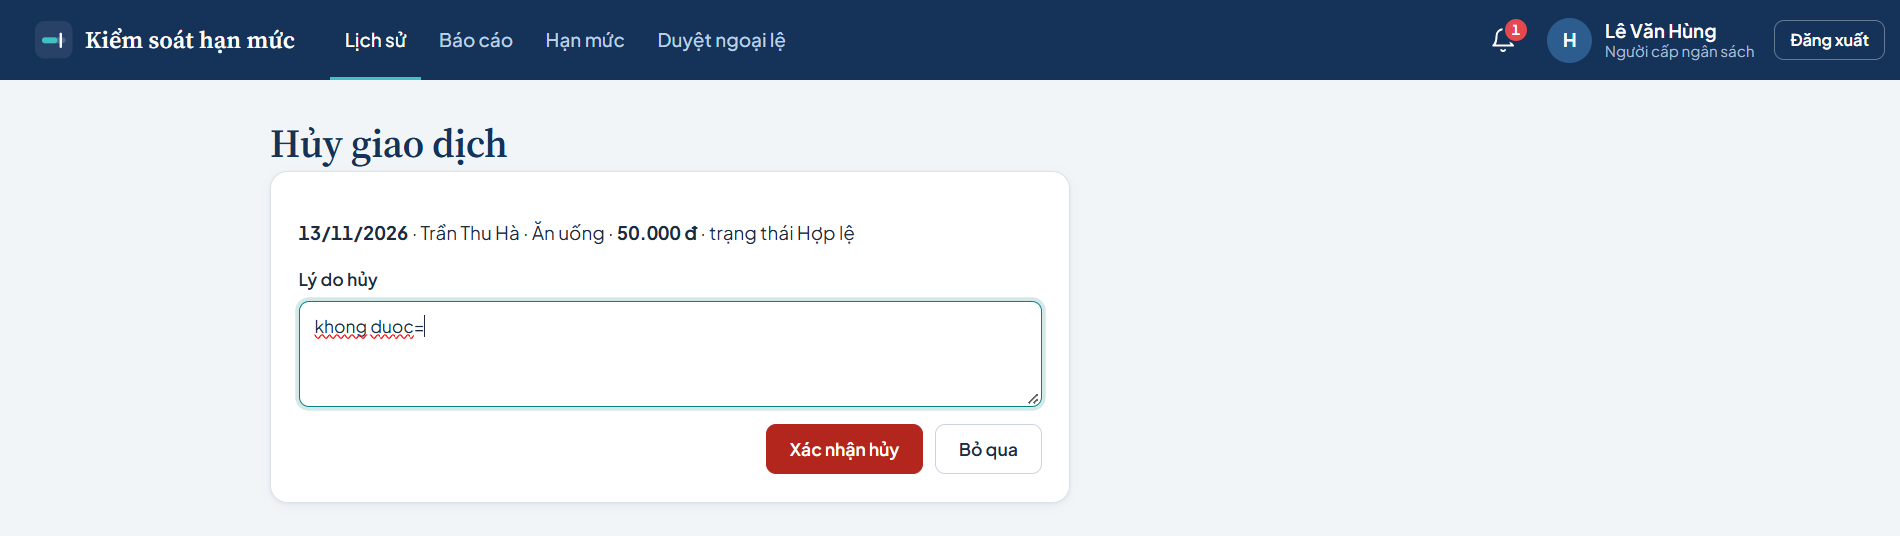 Kiểm soát hạn mức Lịch sử Báo cáo Hạn mức Duyệt ngoại lệ 1 H Lê Văn Hùng Đăng xuất
Người cấp ngân sách
Hủy giao dịch
13/11/2026 · Trần Thu Hà · Ăn uống · 50.000 đ · trạng thái Hợp lệ
Lý do hủy
khong duoc=
Xác nhận hủy Bỏ qua